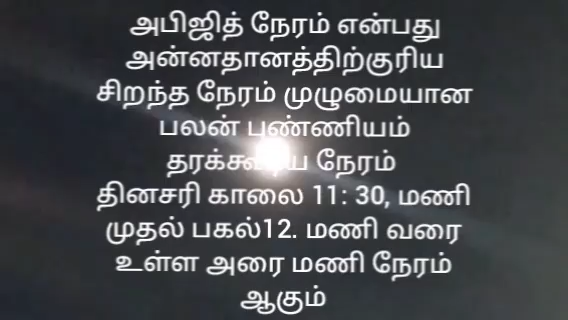 அபிஜித் நேரம் என்பது
அன்னதானத்திற்குரிய
சிறந்த நேரம் முழுமையான
பலன் புண்ணியம்
தரக்கூடிய நேரம்
தினசரி காலை 11: 30, மணி
முதல் பகல்12. மணி வரை
உள்ள அரை மணி நேரம்
ஆகும்